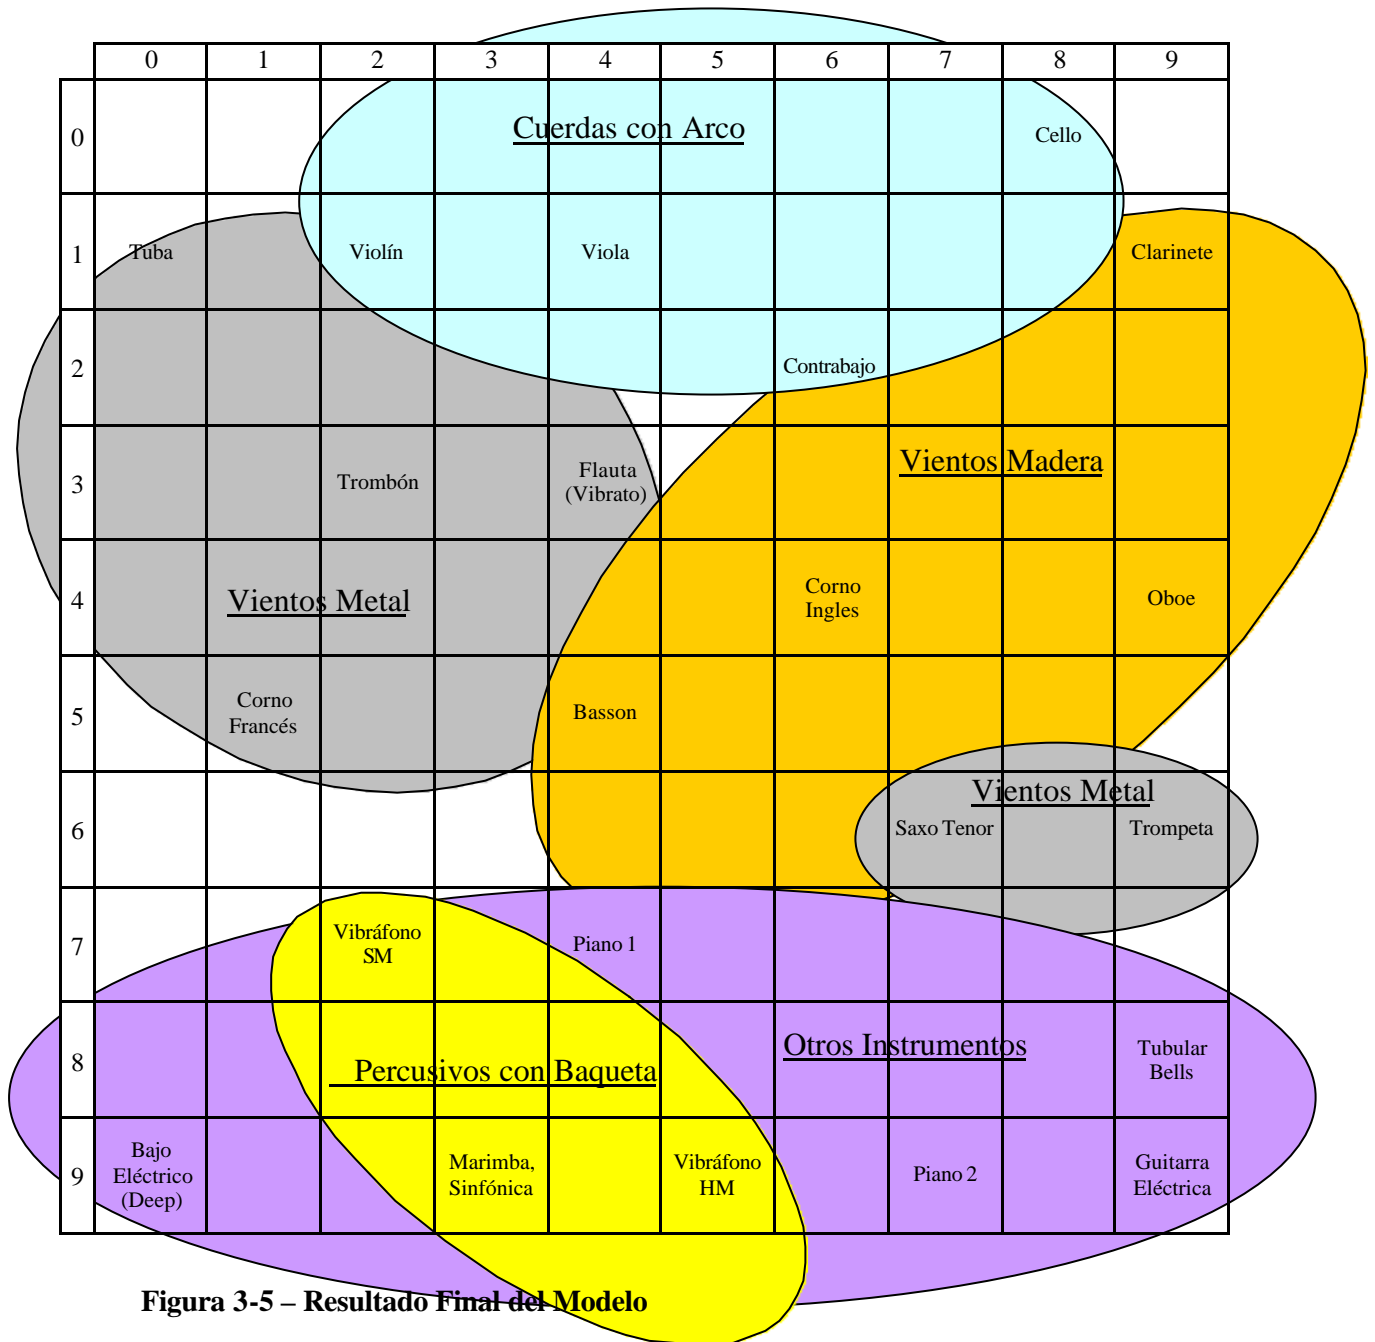 0 1 2 3 4 5 6 7 8 9
0
Cuerdas con Arco
Cello
1
Tuba
Violín
Viola
Clarinete
2
Contrabajo
3
Trombón
Flauta
(Vibrato)
Vientos Madera
4
Vientos Metal
Corno
Ingles
Oboe
5
Corno
Francés
Basson
6
Vientos Metal
Saxo Tenor
Trompeta
7
Vibráfono
SM
Piano 1
8
Percusivos con Baqueta
Otros Instrumentos
Tubular
Bells
9
Bajo
Eléctrico
(Deep)
Marimba,
Sinfónica
Vibráfono
HM
Piano 2
Guitarra
Eléctrica
Figura 3-5 – Resultado Final del Modelo